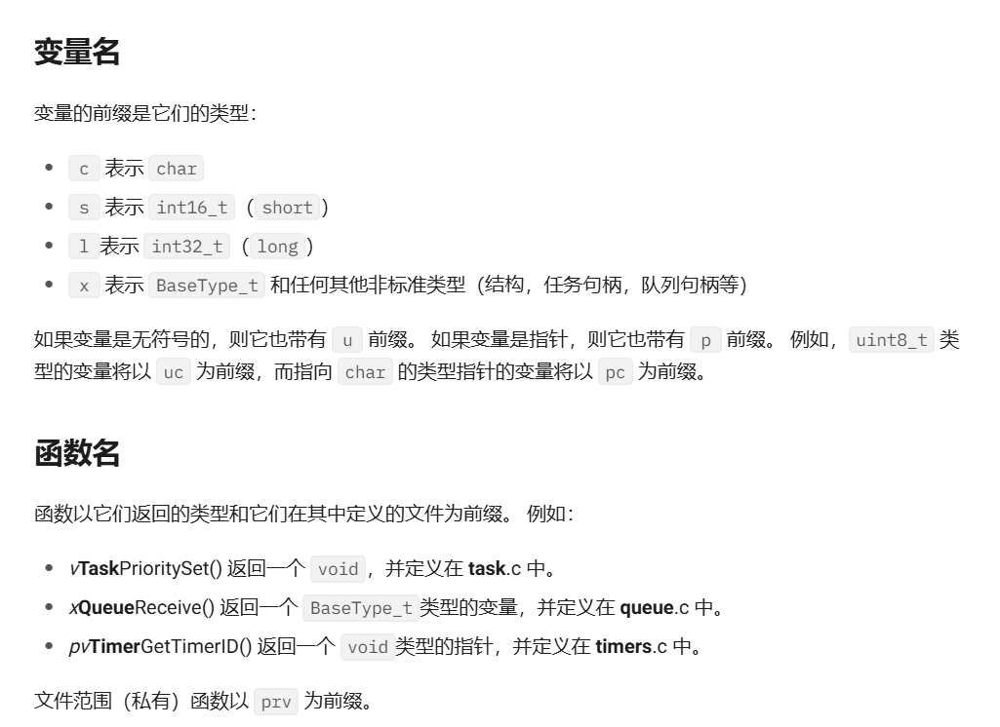 变量名
变量的前缀是它们的类型：
• c 表示 char
• s 表示 int16_t （short）
• l 表示 int32_t （long）
• x 表示 BaseType_t 和任何其他非标准类型（结构，任务句柄，队列句柄等）
如果变量是无符号的，则它也带有 u 前缀。 如果变量是指针，则它也带有 p 前缀。 例如， uint8_t 类
型的变量将以 uc 为前缀，而指向 char 的类型指针的变量将以 pc 为前缀。
函数名
函数以它们返回的类型和它们在其中定义的文件为前缀。 例如：
• vTaskPrioritySet() 返回一个 void ，并定义在 task.c 中。
• xQueueReceive() 返回一个 BaseType_t 类型的变量，并定义在 queue.c 中。
• pvTimerGetTimerID() 返回一个 void 类型的指针，并定义在 timers.c 中。
文件范围（私有）函数以 prv 为前缀。